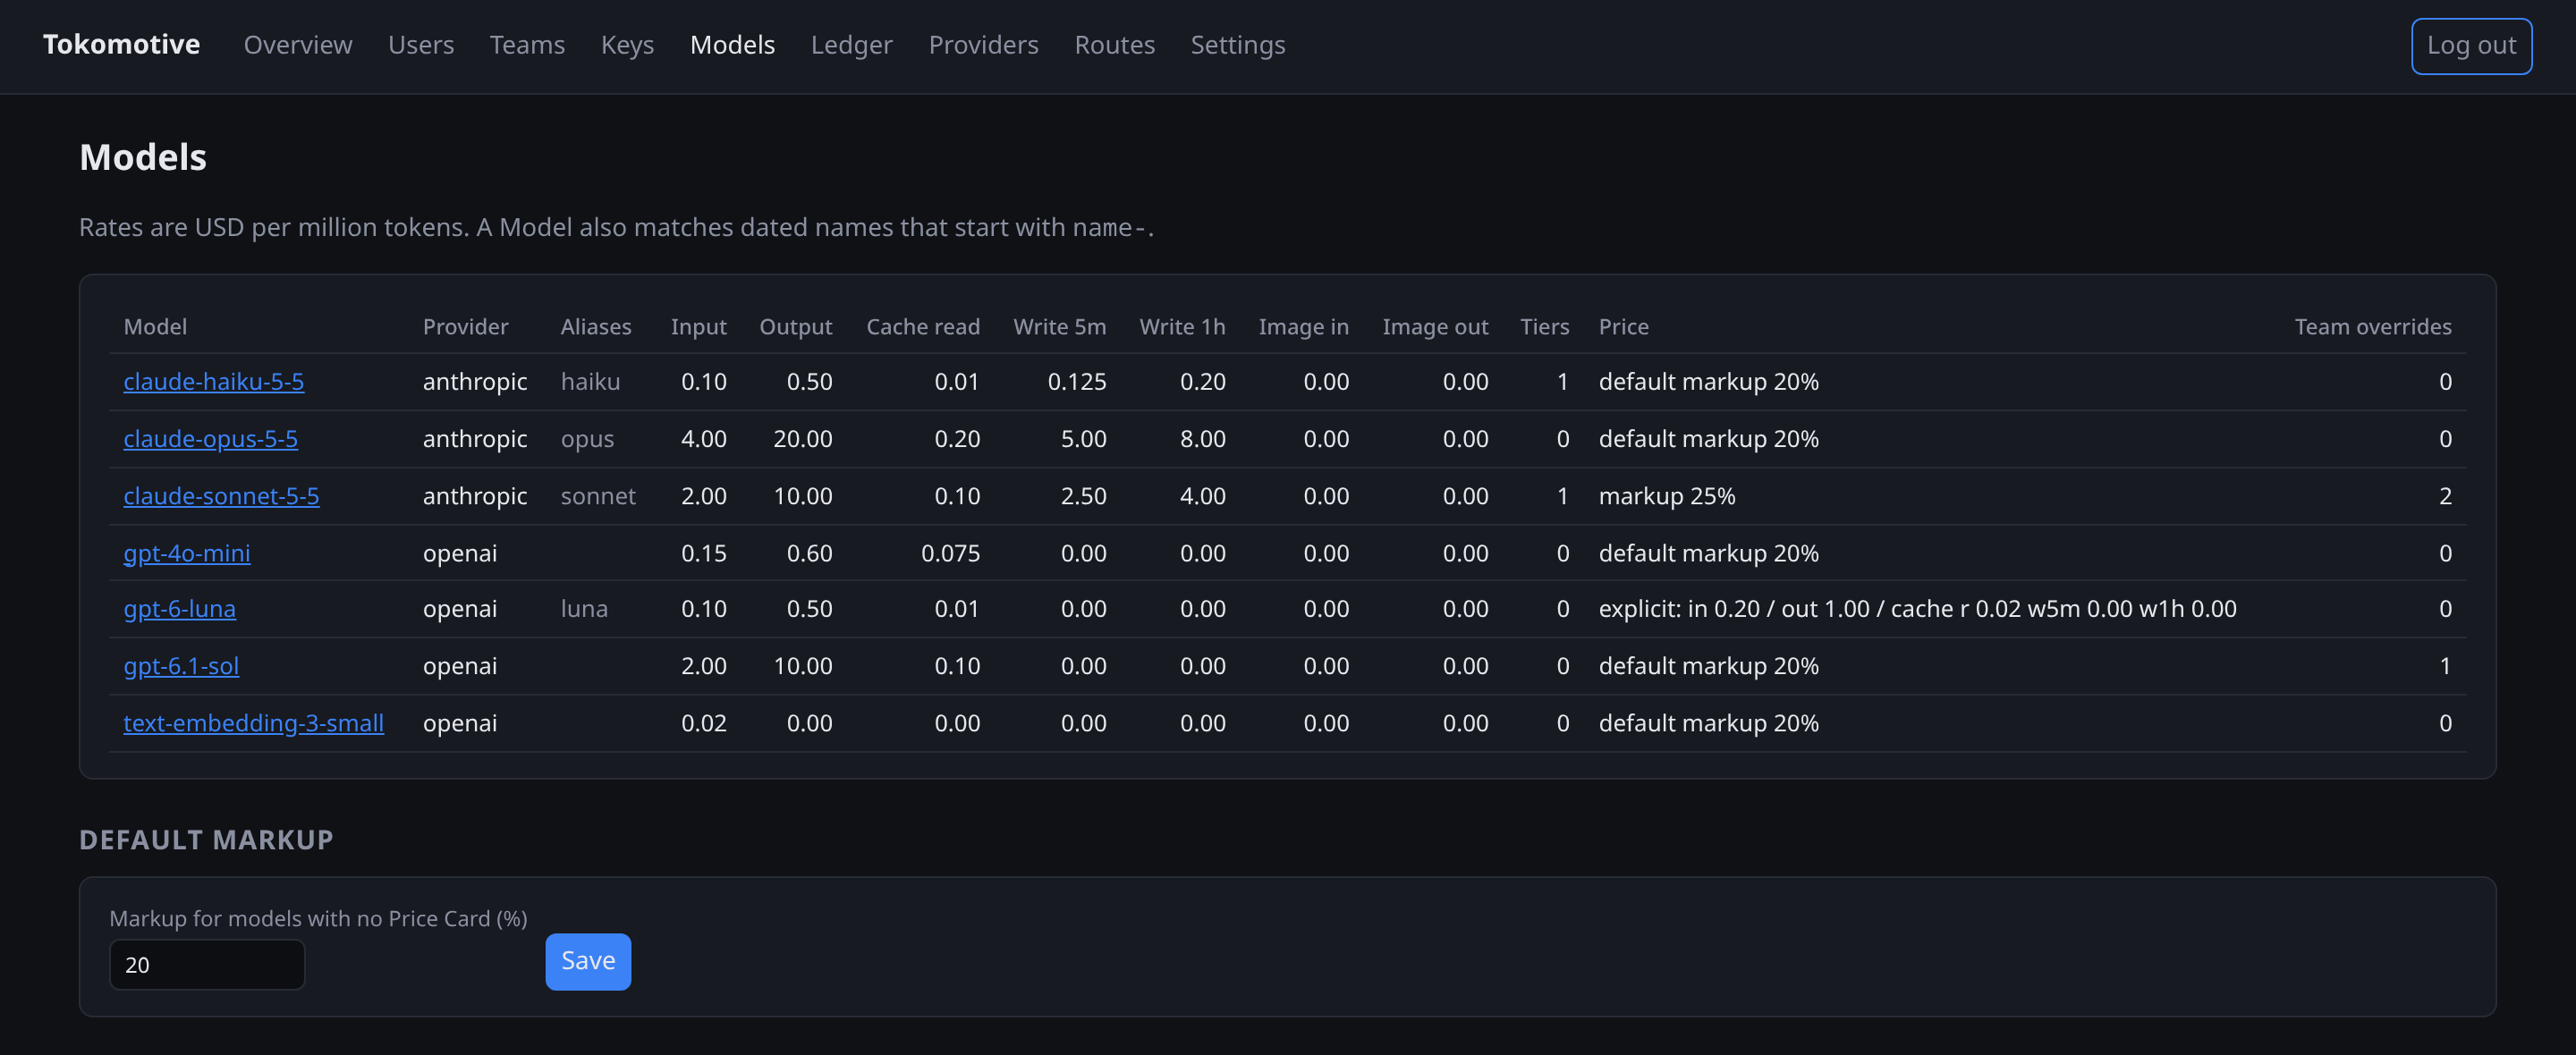 Tokomotive Overview Users Teams Keys Models Ledger Providers Routes Settings Log out
Models
Rates are USD per million tokens. A Model also matches dated names that start with name-.
Model Provider Aliases Input Output Cache read Write 5m Write 1h Image in Image out Tiers Price Team overrides
claude-haiku-5-5 anthropic haiku 0.10 0.50 0.01 0.125 0.20 0.00 0.00 1 default markup 20% 0
claude-opus-5-5 anthropic opus 4.00 20.00 0.20 5.00 8.00 0.00 0.00 0 default markup 20% 0
claude-sonnet-5-5 anthropic sonnet 2.00 10.00 0.10 2.50 4.00 0.00 0.00 1 markup 25% 2
gpt-4o-mini openai 0.15 0.60 0.075 0.00 0.00 0.00 0.00 0 default markup 20% 0
gpt-6-luna openai luna 0.10 0.50 0.01 0.00 0.00 0.00 0.00 0 explicit: in 0.20 / out 1.00 / cache r 0.02 w5m 0.00 w1h 0.00 0
gpt-6.1-sol openai 2.00 10.00 0.10 0.00 0.00 0.00 0.00 0 default markup 20% 1
text-embedding-3-small openai 0.02 0.00 0.00 0.00 0.00 0.00 0.00 0 default markup 20% 0
DEFAULT MARKUP
Markup for models with no Price Card (%)
20 Save